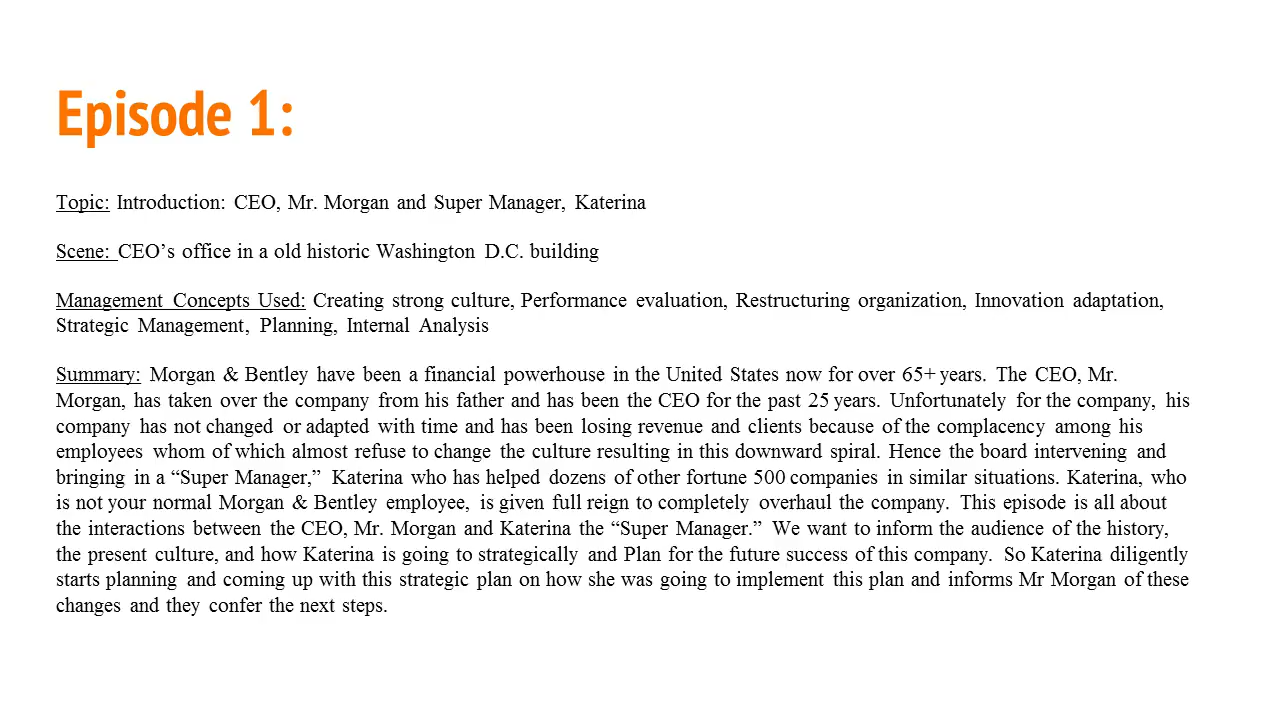 Episode 1:
Topic: Introduction: CEO, Mr. Morgan and Super Manager, Katerina
Scene: CEO’s office in a old historic Washington D.C. building
Management Concepts Used: Creating strong culture, Performance evaluation, Restructuring organization, Innovation adaptation,
Strategic Management, Planning, Internal Analysis
Summary: Morgan & Bentley have been a financial powerhouse in the United States now for over 65+ years. The CEO, Mr.
Morgan, has taken over the company from his father and has been the CEO for the past 25 years. Unfortunately for the company, his
company has not changed or adapted with time and has been losing revenue and clients because of the complacency among his
employees whom of which almost refuse to change the culture resulting in this downward spiral. Hence the board intervening and
bringing in a “Super Manager,” Katerina who has helped dozens of other fortune 500 companies in similar situations. Katerina, who
is not your normal Morgan & Bentley employee, is given full reign to completely overhaul the company. This episode is all about
the interactions between the CEO, Mr. Morgan and Katerina the “Super Manager.” We want to inform the audience of the history,
the present culture, and how Katerina is going to strategically and Plan for the future success of this company. So Katerina diligently
starts planning and coming up with this strategic plan on how she was going to implement this plan and informs Mr Morgan of these
changes and they confer the next steps.